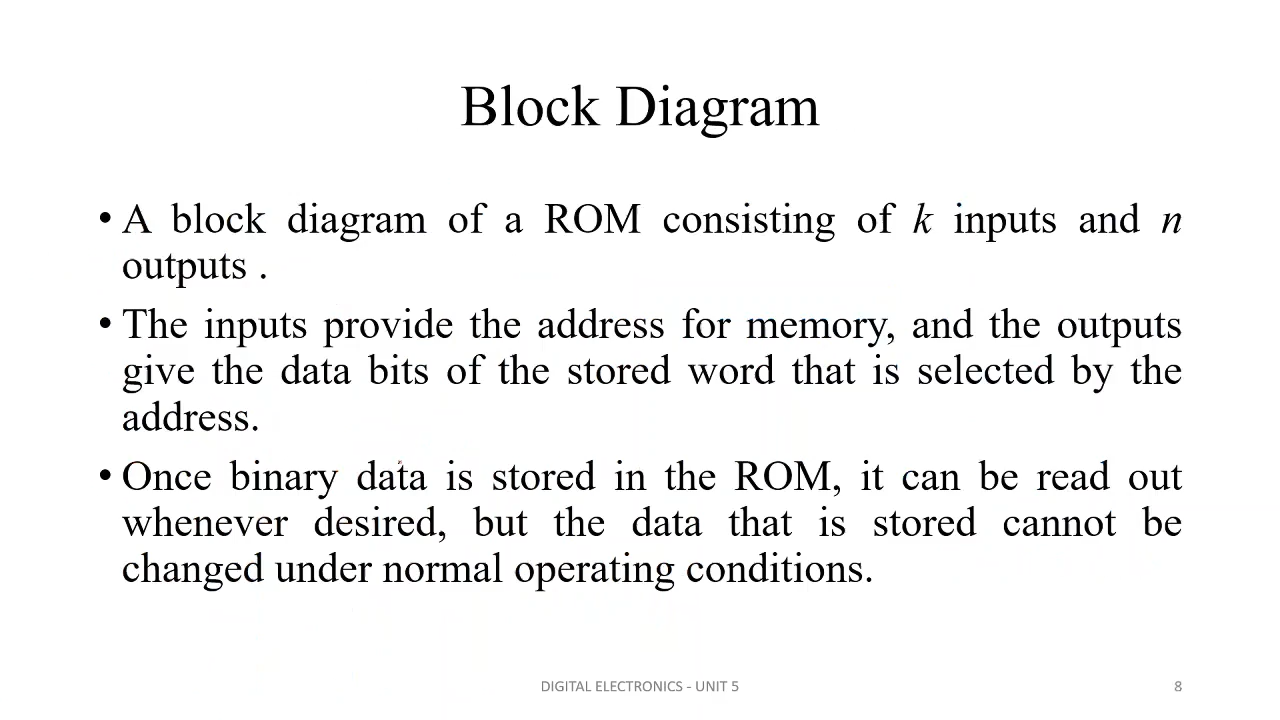 Block Diagram
• A block diagram of a ROM consisting of k inputs and n
outputs .
• The inputs provide the address for memory, and the outputs
give the data bits of the stored word that is selected by the
address.
• Once binary data is stored in the ROM, it can be read out
whenever desired, but the data that is stored cannot be
changed under normal operating conditions.
DIGITAL ELECTRONICS - UNIT 5
8